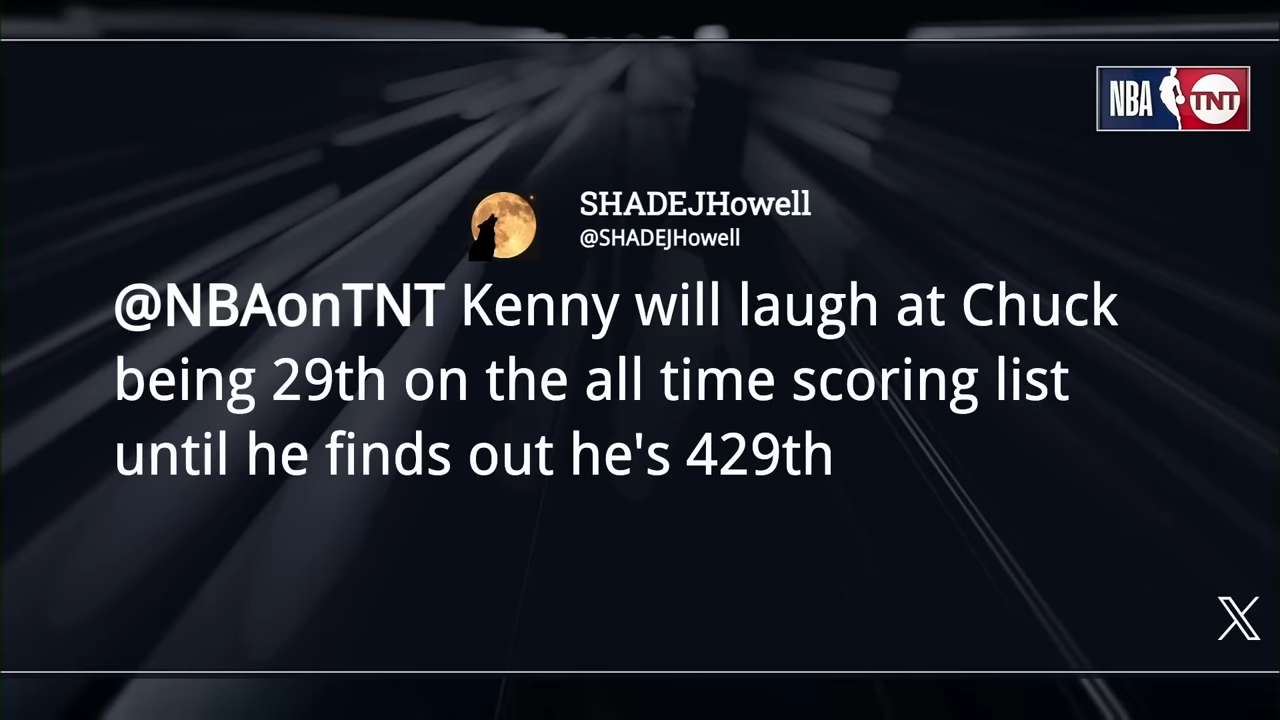 NBA TNT
SHADEJHowell
@SHADEJHowell
@NBAonTNT Kenny will laugh at Chuck
being 29th on the all time scoring list
until he finds out he's 429th